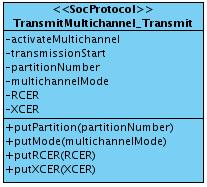 <<SocProtocol>>
TransmitMultichannel_Transmit
-activateMultichannel
-transmissionStart
-partitionNumber
-multichannelMode
-RCER
-XCER
+putPartition(partitionNumber)
+putMode(multichannelMode)
+putRCER(RCER)
+putXCER(XCER)